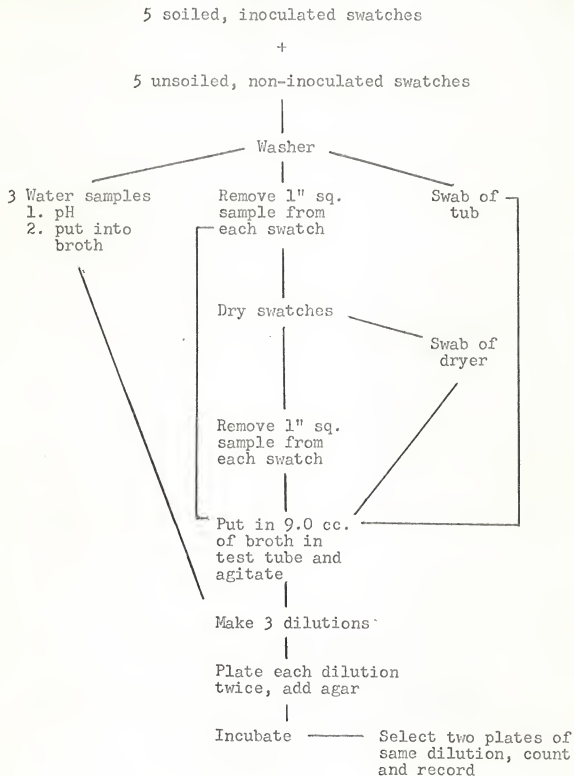 5 soiled, inoculated swatches
+
5 unsoiled, non-inoculated swatches
Washer
3 Water samples
1. pH
2. put into
broth
Remove 1" sq.
sample from
each swatch
Swab of
tub
Dry swatches
Swab of
dryer
Remove 1" sq.
sample from
each swatch
Put in 9.0 cc.
of broth in
test tube and
agitate
Make 3 dilutions
Plate each dilution
twice, add agar
Incubate
Select two plates of
same dilution, count
and record